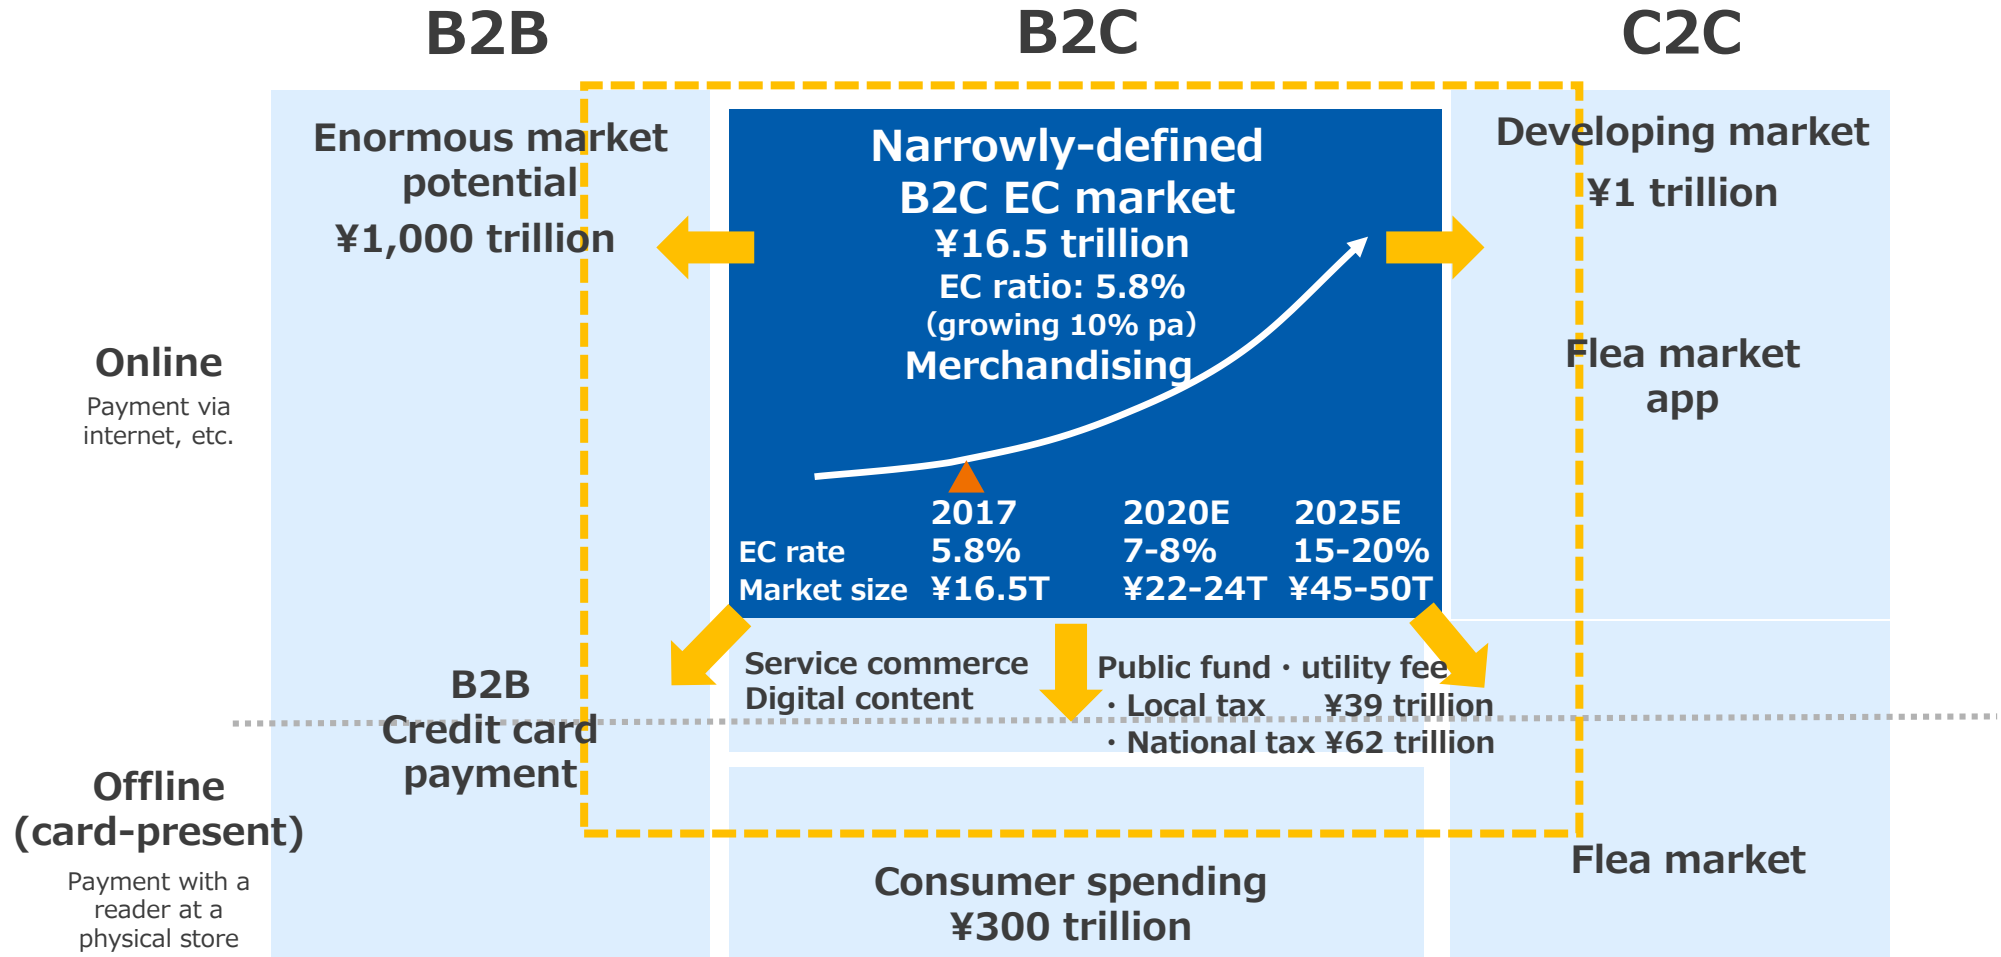 B2B
B2C
C2C
Online
Payment via
internet, etc.
Offline
(card-present)
Payment with a
reader at a
physical store
Enormous market
potential
¥1,000 trillion
B2B
Credit card
payment
Narrowly-defined
B2C EC market
¥16.5 trillion
EC ratio: 5.8%
（growing 10% pa）
Merchandising
2017 2020E 2025E
EC rate 5.8% 7-8% 15-20%
Market size ¥16.5T ¥22-24T ¥45-50T
Service commerce
Digital content
Public fund・utility fee
・Local tax ¥39 trillion
・National tax ¥62 trillion
Consumer spending
¥300 trillion
Developing market
¥1 trillion
Flea market
app
Flea market